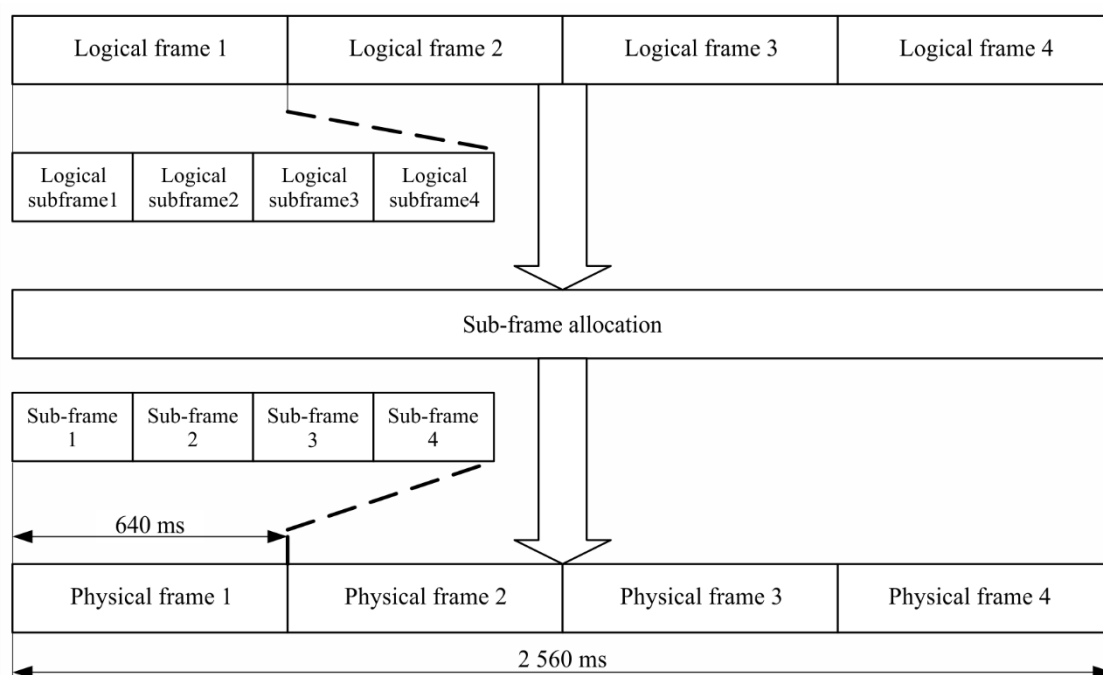 Logical frame 1
Logical frame 2
Logical frame 3
Logical frame 4
Logical
subframe1
Logical
subframe2
Logical
subframe3
Logical
subframe4
Sub-frame allocation
Sub-frame
1
Sub-frame
2
Sub-frame
3
Sub-frame
4
640 ms
Physical frame 1
Physical frame 2
Physical frame 3
Physical frame 4
2 560 ms